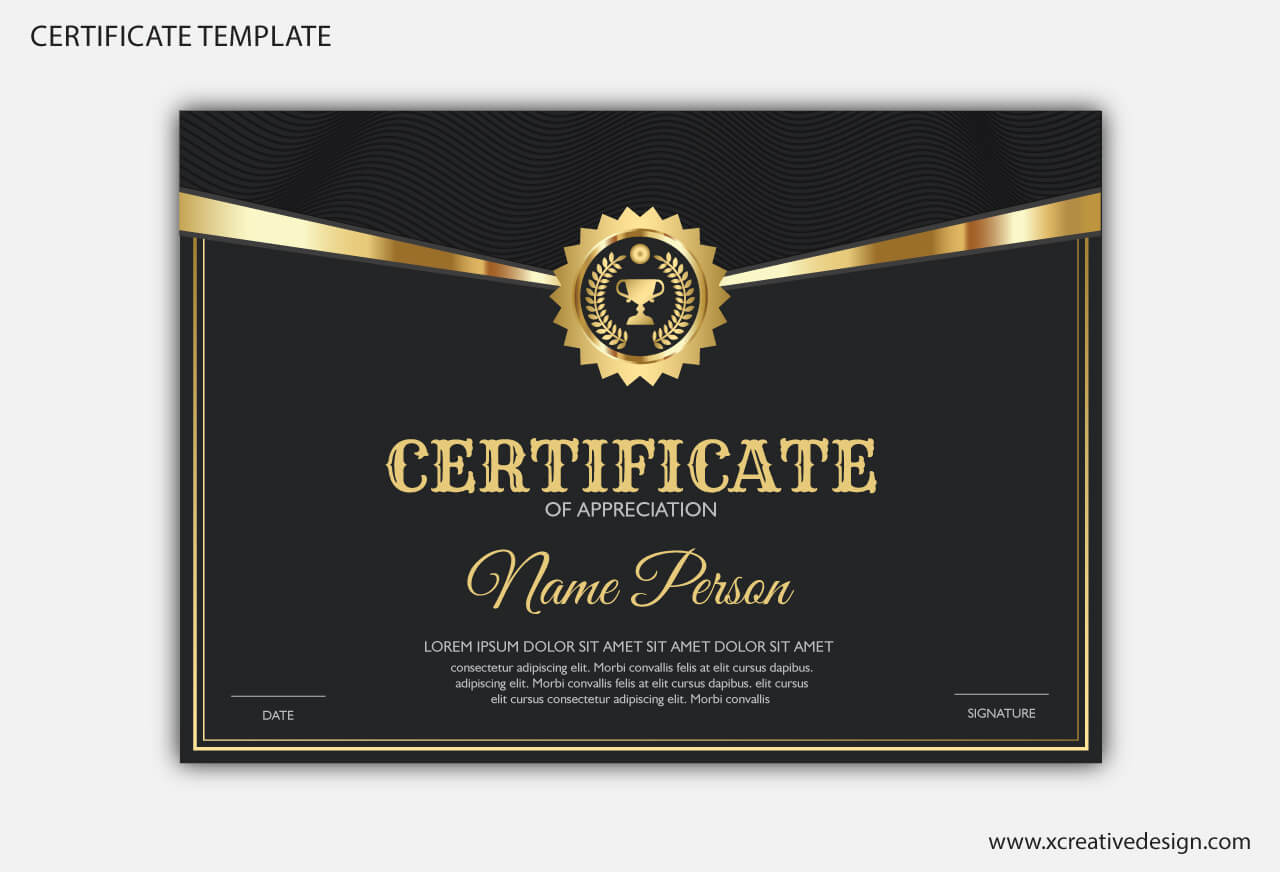 CERTIFICATE TEMPLATE
CERTIFICATE
OF APPRECIATION
Name Person
LOREM IPSUM DOLOR SIT AMET SIT AMET DOLOR SIT AMET
consectetur adipiscing elit. Morbi convallis felis at elit cursus dapibus.
adipiscing elit. Morbi convallis felis at elit cursus dapibus. elit cursus
elit cursus consectetur adipiscing elit. Morbi convallis
DATE
SIGNATURE
www.xcreativedesign.com